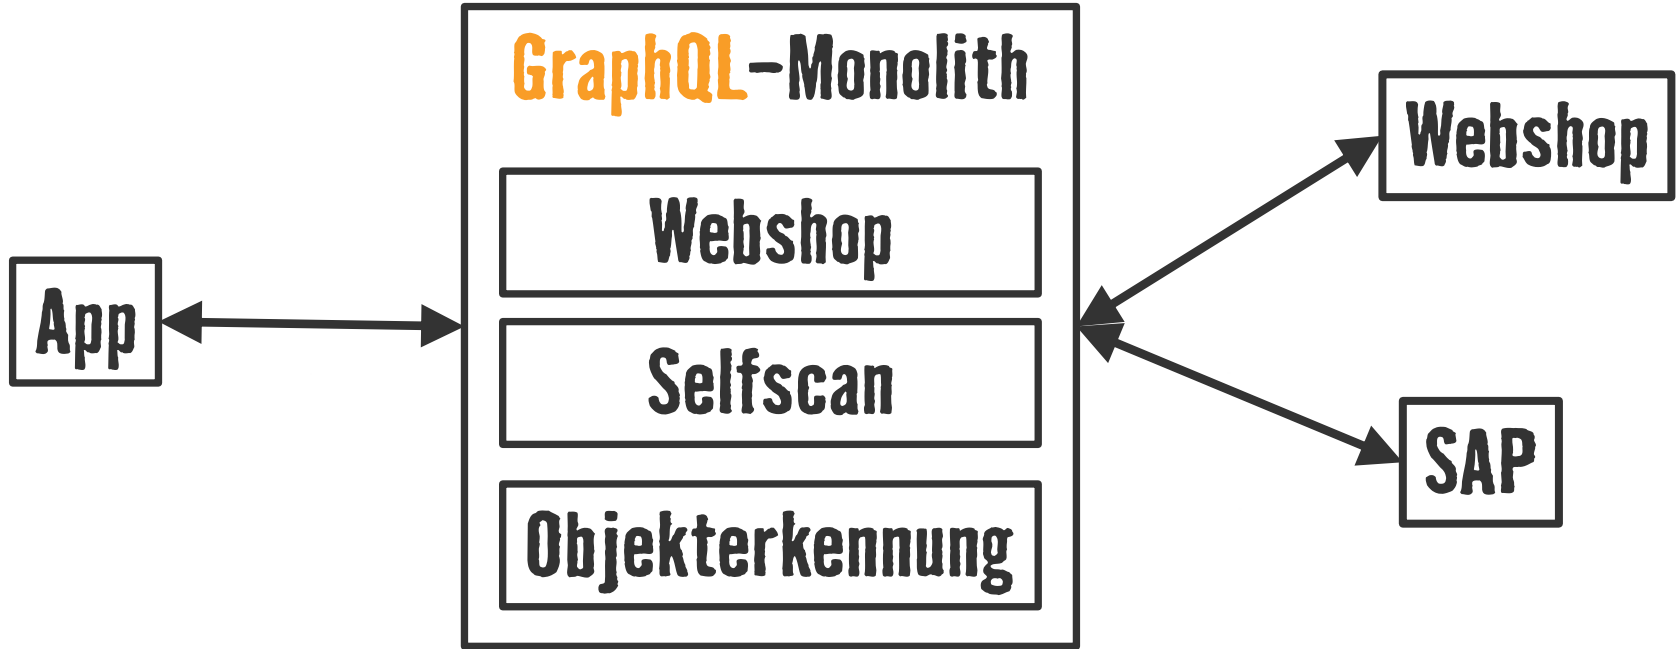 App
GraphQL-Monolith
Webshop
Selfscan
Objekterkennung
Webshop
SAP